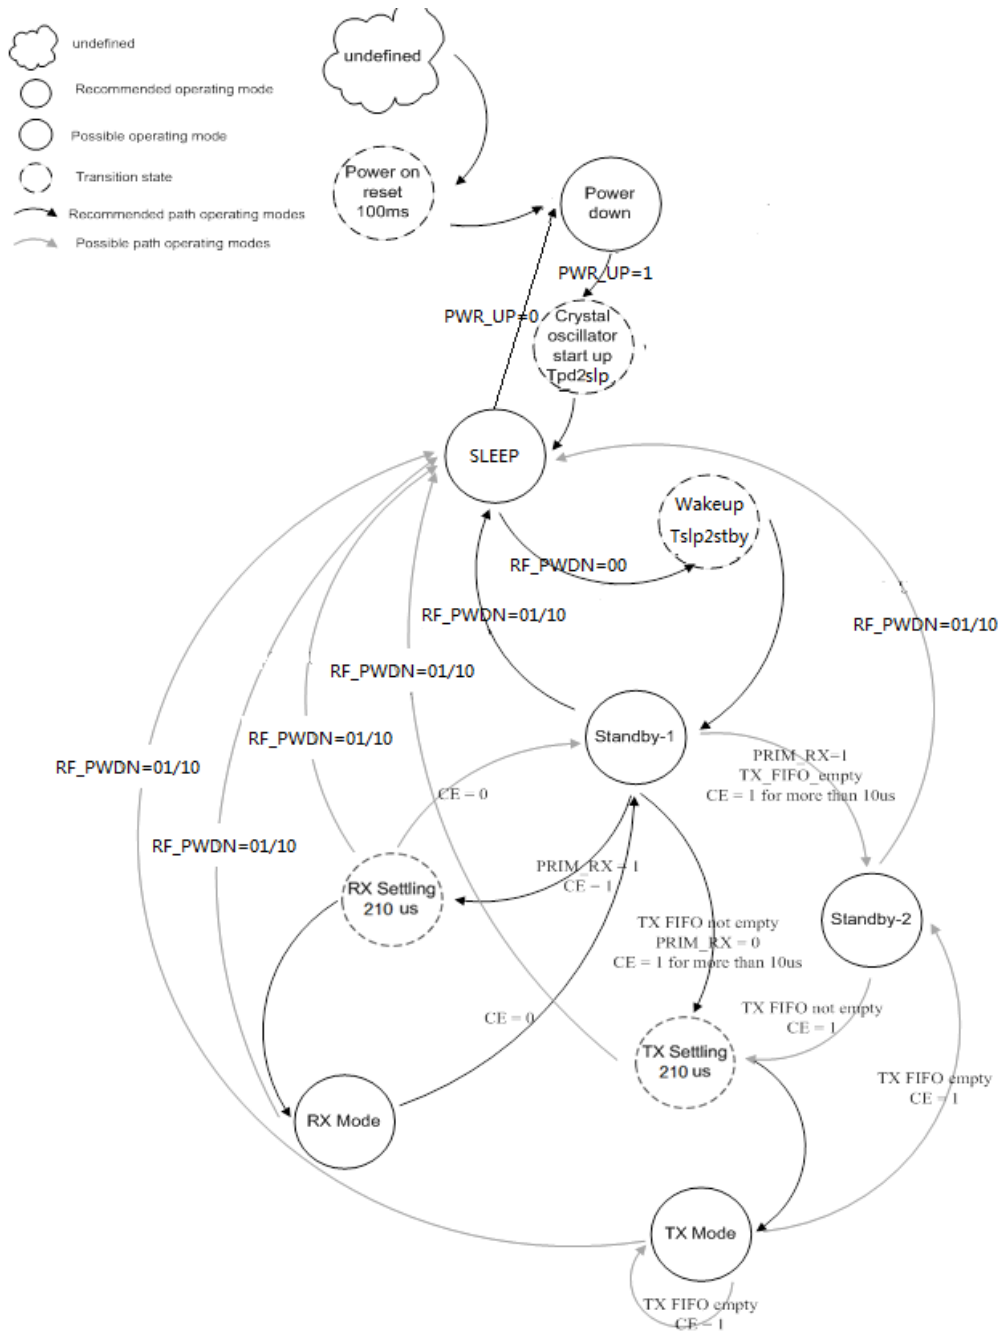 undefined
Recommended operating mode
Possible operating mode
Transition state
Recommended path operating modes
Possible path operating modes
undefined
Power on
reset
100ms
Power
down
PWR_UP=1
PWR_UP=0
Crystal
oscillator
start up
Tpd2slp
SLEEP
Wakeup
Tslp2stby
RF_PWDN=00
RF_PWDN=01/10
RF_PWDN=01/10
RF_PWDN=01/10
RF_PWDN=01/10
RF_PWDN=01/10
RF_PWDN=01/10
Standby-1
PRIM_RX=1
TX_FIFO_empty
CE = 1 for more than 10us
CE = 0
PRIM_RX = 1
CE = 1
RX Settling
210 us
TX FIFO not empty
PRIM_RX = 0
CE = 1 for more than 10us
Standby-2
TX FIFO not empty
CE = 1
CE = 0
TX Settling
210 us
TX FIFO empty
CE = 1
RX Mode
TX Mode
TX FIFO empty
CE = 1